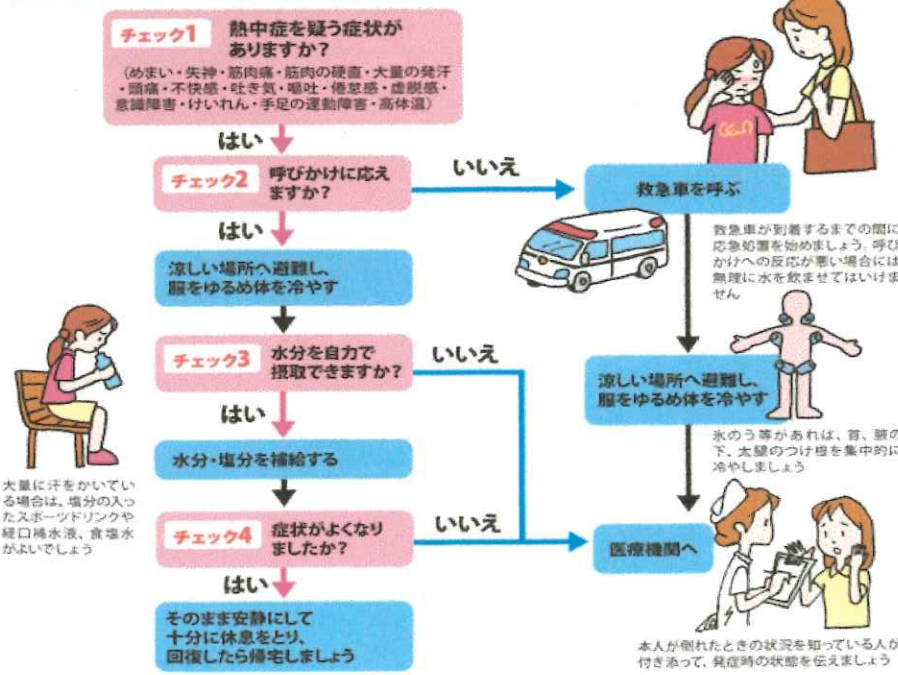 チェック1 熱中症を疑う症状が
ありますか？
（めまい・失神・筋肉痛・筋肉の硬直・大量の発汗
・頭痛・不快感・吐き気・嘔吐・倦怠感・虚脱感・
意識障害・けいれん・手足の運動障害・高体温）
はい
チェック2 呼びかけに応え
ますか？
いいえ
救急車を呼ぶ
救急車が到着するまでの間に
応急処置を始めましょう。呼び
かけへの反応が悪い場合には
無理に水を飲ませてはいけま
せん
はい
涼しい場所へ避難し、
服をゆるめ体を冷やす
チェック3 水分を自力で
摂取できますか？
いいえ
涼しい場所へ避難し、
服をゆるめ体を冷やす
氷のう等があれば、首、腋の
下、太腿のつけ根を集中的に
冷やしましょう
はい
水分・塩分を補給する
大量に汗をかいてい
る場合は、塩分の入っ
たスポーツドリンクや
経口補水液、食塩水
がよいでしょう
チェック4 症状がよくなり
ましたか？
いいえ
医療機関へ
本人が倒れたときの状況を知っている人が
付き添って、発症時の状態を伝えましょう
はい
そのまま安静にして
十分に休息をとり、
回復したら帰宅しましょう